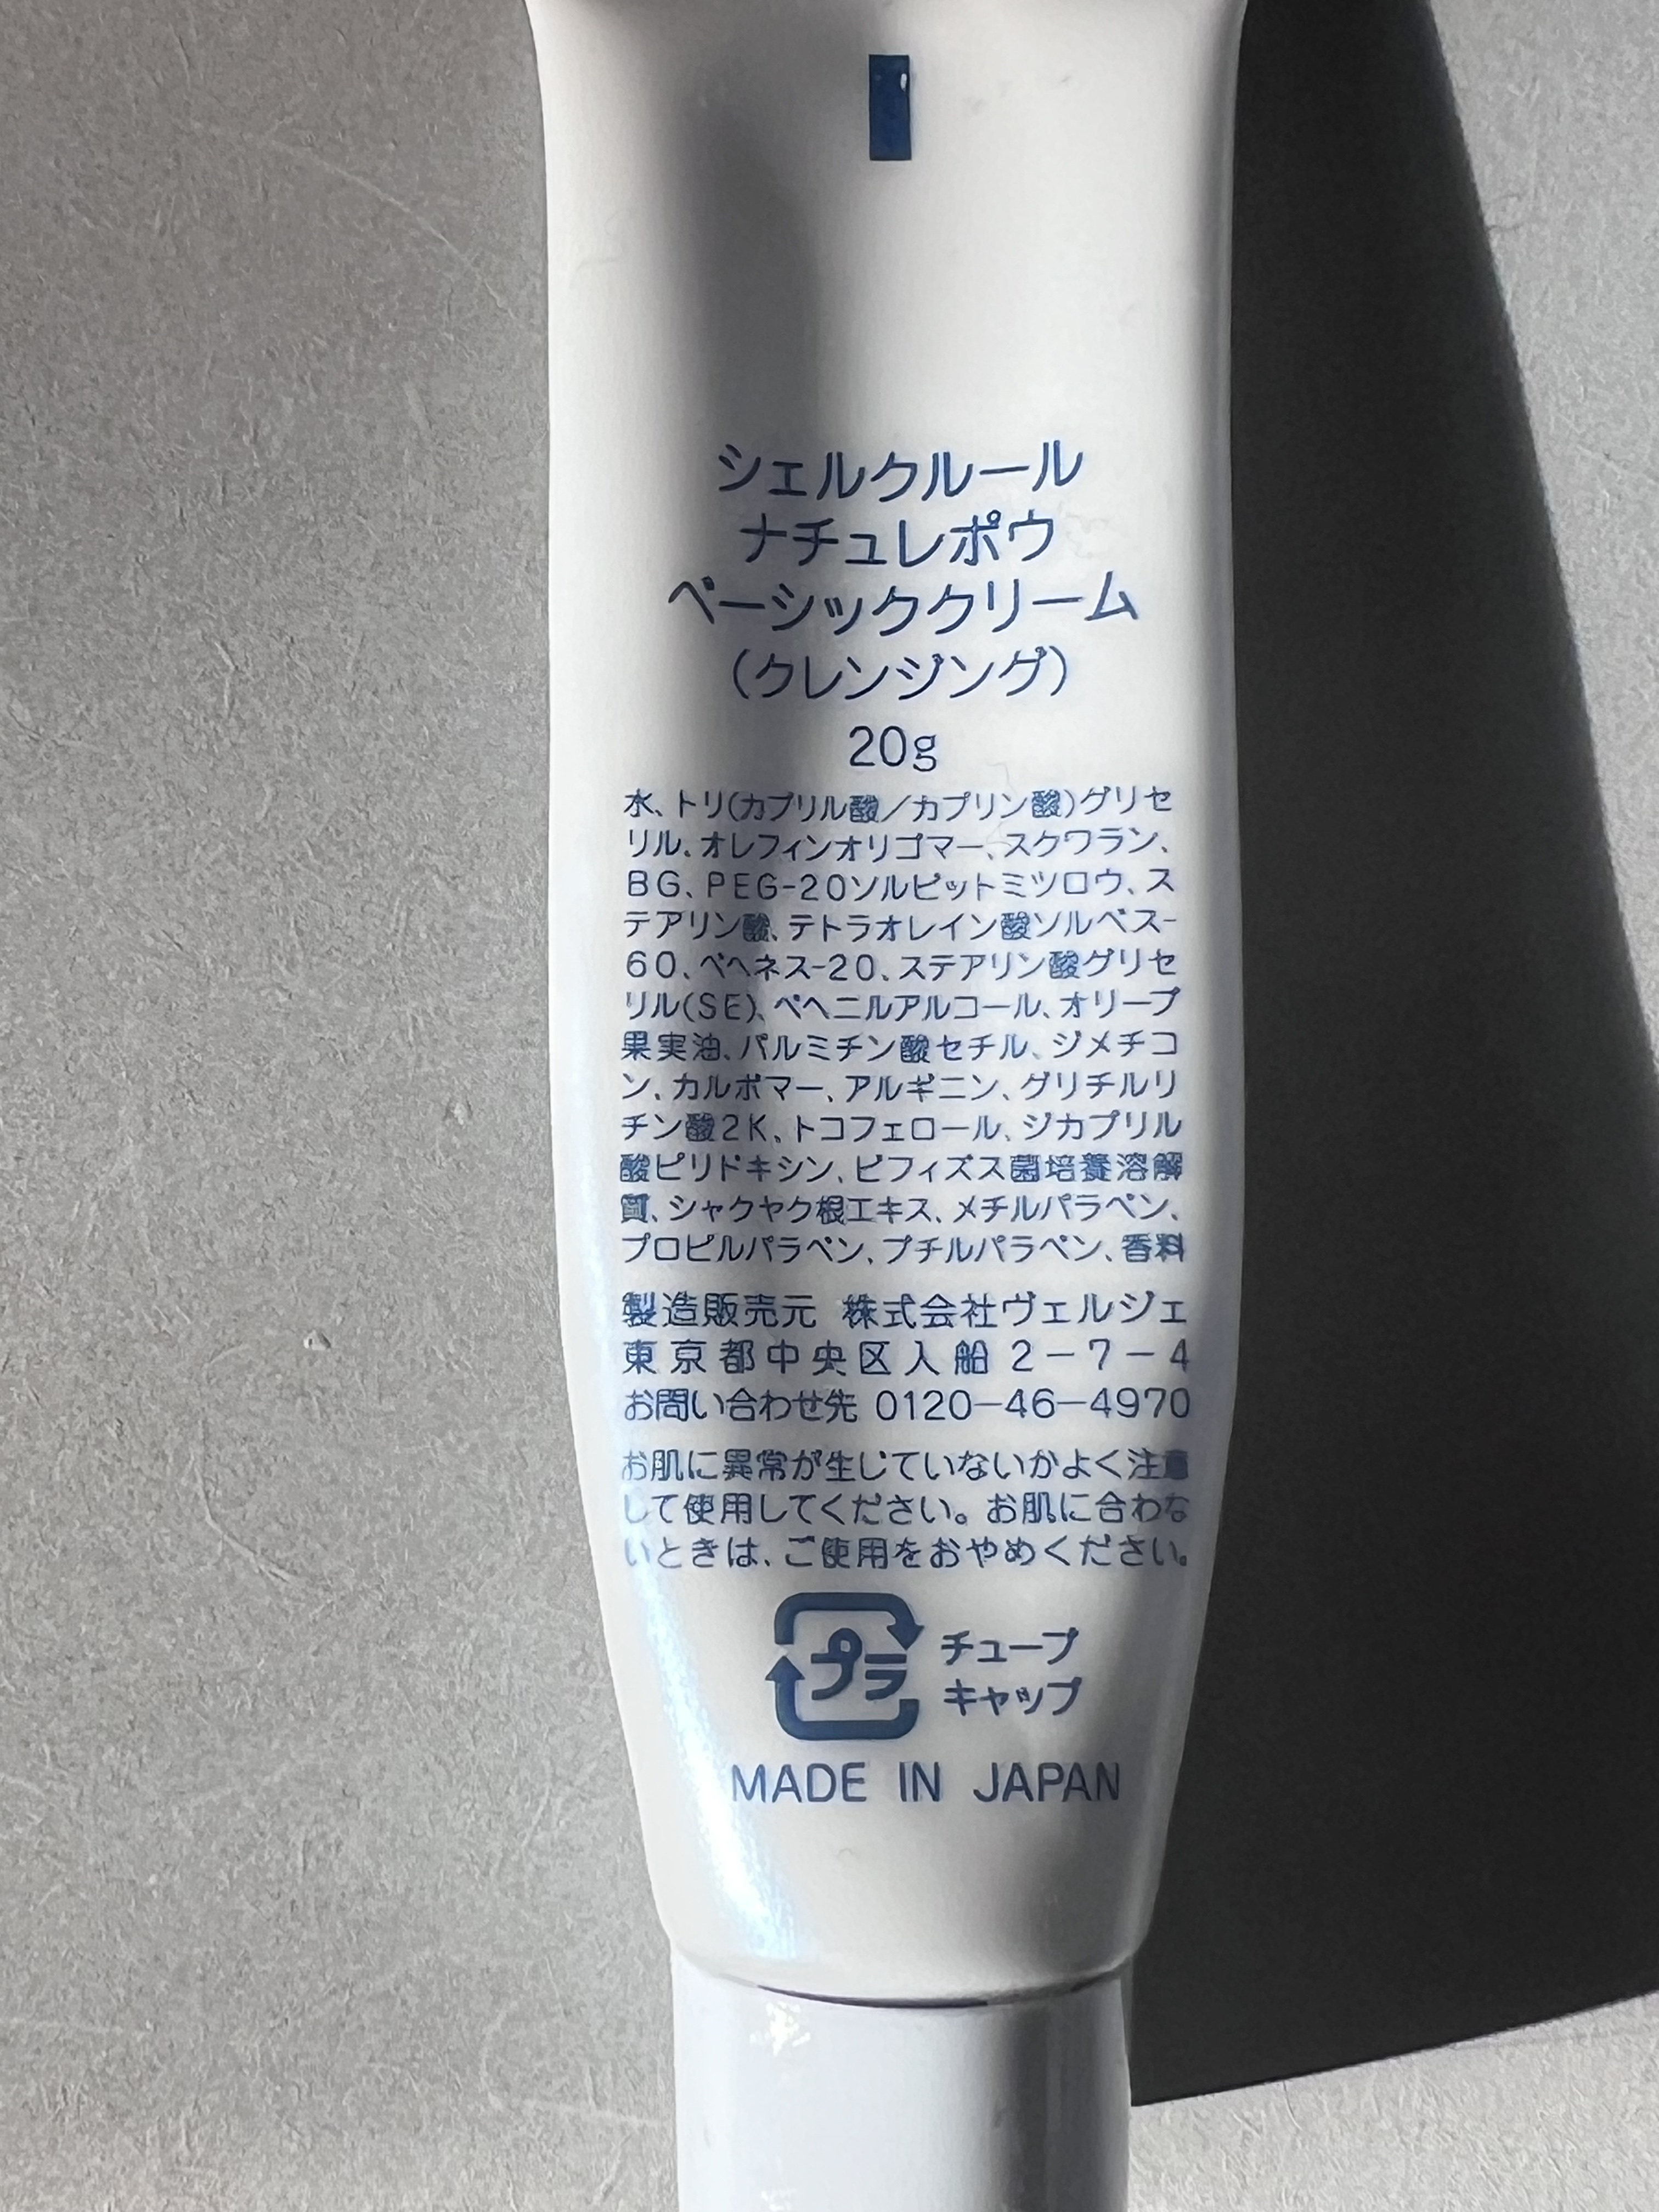 シェルクルール
ナチュレポウ
ベーシッククリーム
(クレンジング)
20g
水、トリ(カプリル酸/カプリン酸)グリセ
リル、オレフィンオリゴマー、スクワラン、
BG、PEG-20ソルビットミツロウ、ス
テアリン酸、テトラオレイン酸ソルベス-
60、ベヘネス-20、ステアリン酸グリセ
リル(SE)、ベヘニルアルコール、オリーブ
果実油、パルミチン酸セチル、ジメチコ
ン、カルボマー、アルギニン、グリチルリ
チン酸2K、トコフェロール、ジカプリル
酸ピリドキシン、ビフィズス菌培養溶解
質、シャクヤク根エキス、メチルパラベン、
プロピルパラベン、ブチルパラベン、香料
製造販売元 株式会社ヴェルジェ
東京都中央区入船2-7-4
お問い合わせ先 0120-46-4970
お肌に異常が生じていないかよく注意
して使用してください。お肌に合わな
いときは、ご使用をおやめください。
プラ
チューブ
キャップ
MADE IN JAPAN